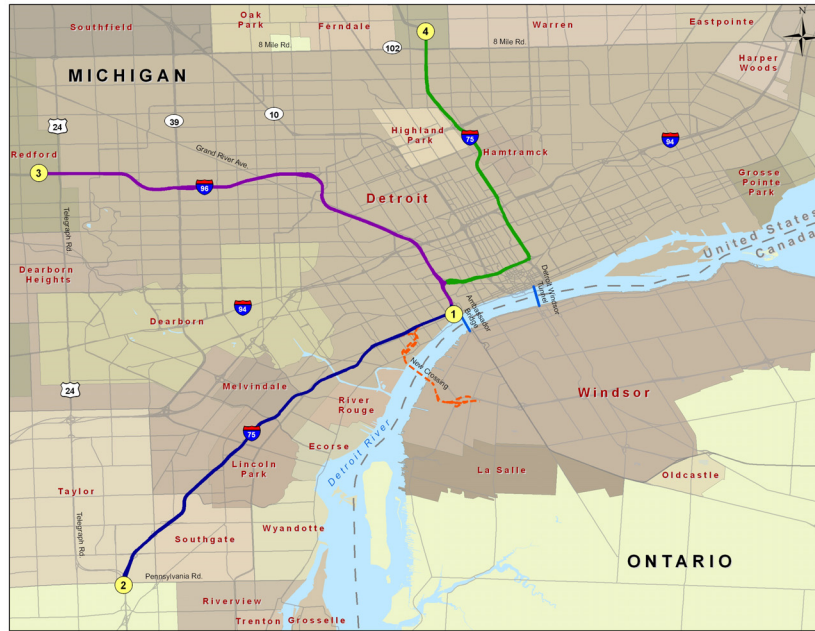 Southfield
Oak
Park
Ferndale
Warren
Eastpointe
N
8 Mile Rd.
102
4
8 Mile Rd.
MICHIGAN
Harper
Woods
10
24
39
Highland
Park
75
94
Grand River Ave.
Redford
Hamtramck
3
96
Grosse
Pointe
Park
Detroit
Telegraph Rd.
United States
Canada
Dearborn
Heights
Detroit Windsor
Tunnel
94
Ambassador
Bridge
1
Dearborn
New Crossing
24
Melvindale
Windsor
River
Rouge
75
Ecorse
Detroit River
Lincoln
Park
La Salle
Oldcastle
Taylor
Wyandotte
Telegraph Rd.
Southgate
ONTARIO
2
Pennsylvania Rd.
Riverview
Trenton
Grosselle